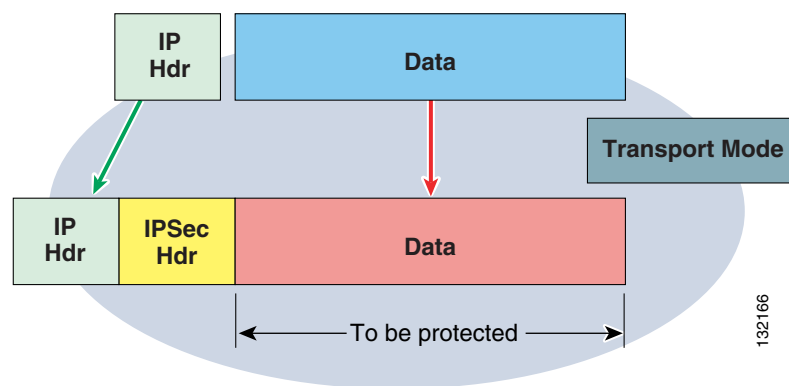 IP
Hdr
Data
Transport Mode
IP
Hdr
IPSec
Hdr
Data
To be protected
132166